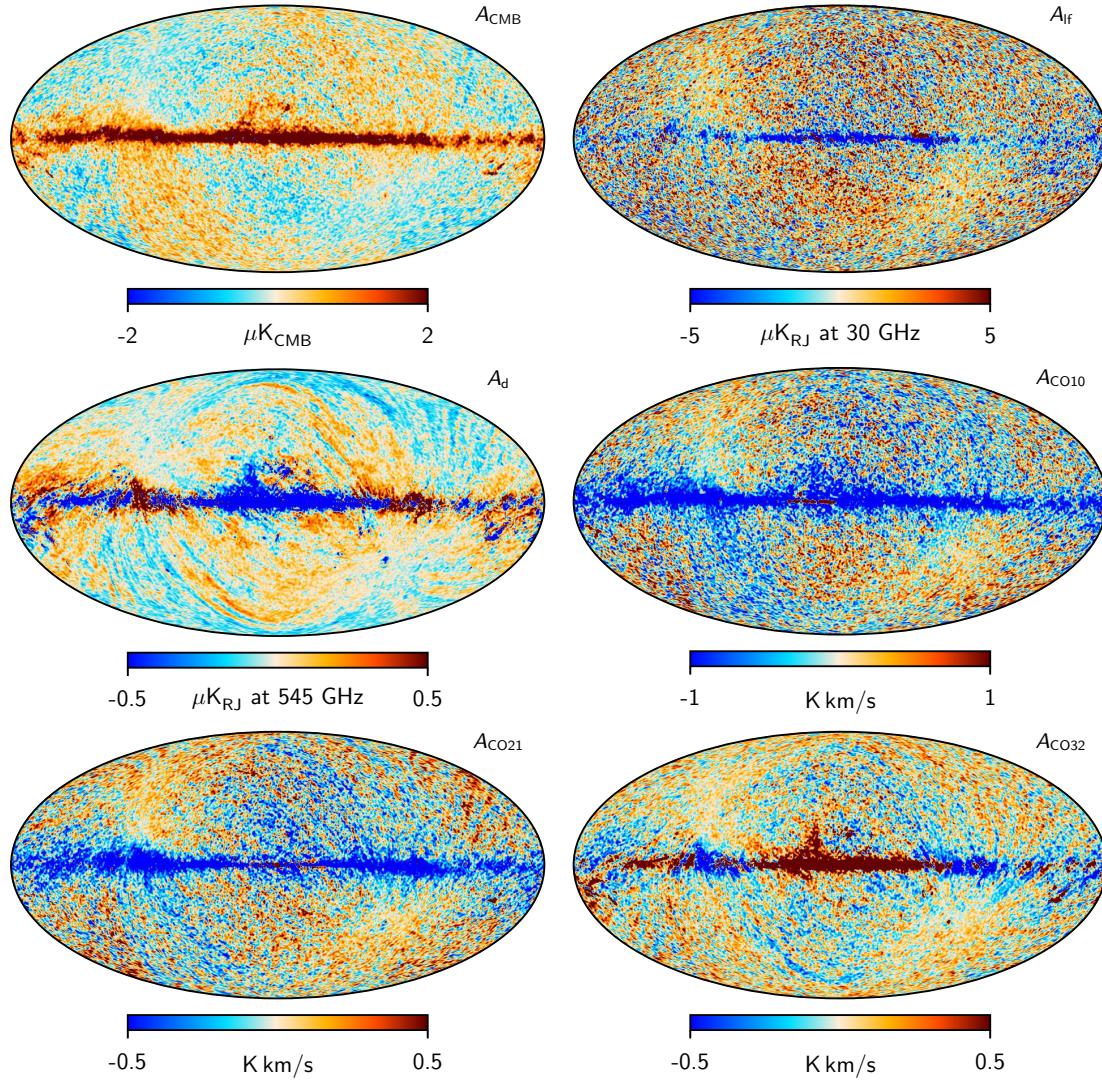 A_CMB A_lf
-2 μK_CMB 2 -5 μK_RJ at 30 GHz 5
A_d A_CO10
-0.5 μK_RJ at 545 GHz 0.5 -1 K km/s 1
A_CO21 A_CO32
-0.5 K km/s 0.5 -0.5 K km/s 0.5